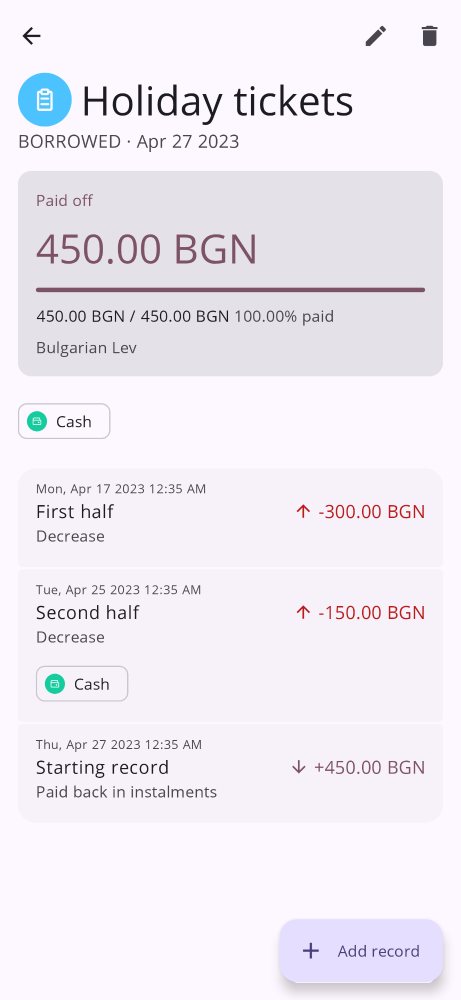 Holiday tickets
BORROWED · Apr 27 2023
Paid off
450.00 BGN
450.00 BGN / 450.00 BGN 100.00% paid
Bulgarian Lev
Cash
Mon, Apr 17 2023 12:35 AM
First half
-300.00 BGN
Decrease
Tue, Apr 25 2023 12:35 AM
Second half
-150.00 BGN
Decrease
Cash
Thu, Apr 27 2023 12:35 AM
Starting record
+450.00 BGN
Paid back in instalments
Add record